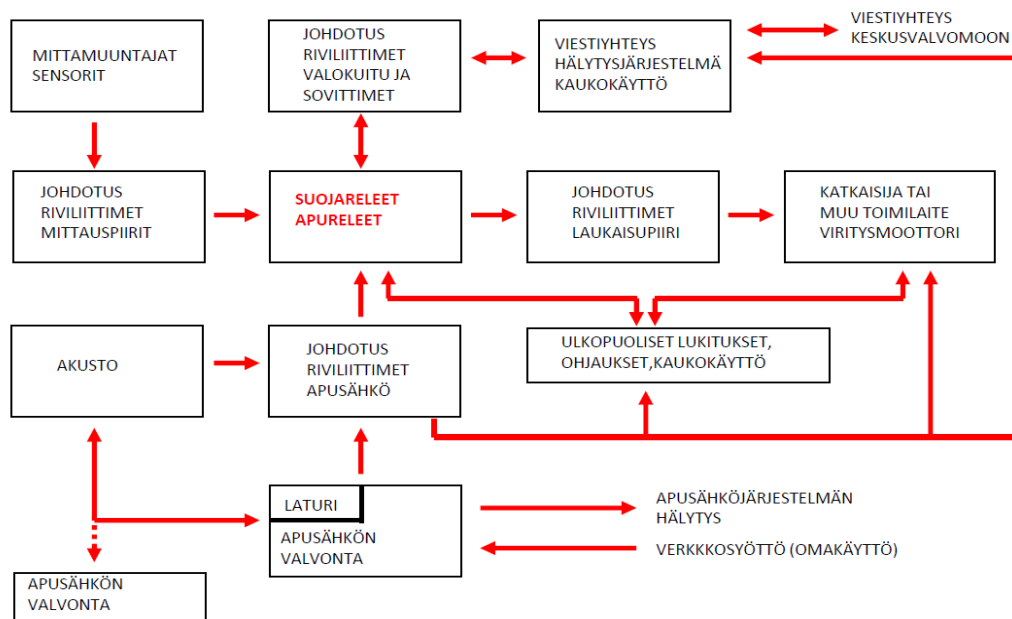 MITTAMUUNTAJAT
SENSORIT
JOHDOTUS
RIVILIITTIMET
VALOKUITU JA
SOVITTIMET
VIESTIYHTEYS
HÄLYTYSJÄRJESTELMÄ
KAUKOKÄYTTÖ
VIESTIYHTEYS
KESKUSVALVOMOON
JOHDOTUS
RIVILIITTIMET
MITTAUSPIIRIT
SUOJARELEET
APURELEET
JOHDOTUS
RIVILIITTIMET
LAUKAISUPIIRI
KATKAISIJA TAI
MUU TOIMILAITE
VIRITYSMOOTTORI
AKUSTO
JOHDOTUS
RIVILIITTIMET
APUSÄHKÖ
ULKOPUOLISET LUKITUKSET,
OHJAUKSET,KAUKOKÄYTTÖ
LATURI
APUSÄHKÖN
VALVONTA
APUSÄHKÖJÄRJESTELMÄN
HÄLYTYS
VERKKKOSYÖTTÖ (OMAKÄYTTÖ)
APUSÄHKÖN
VALVONTA